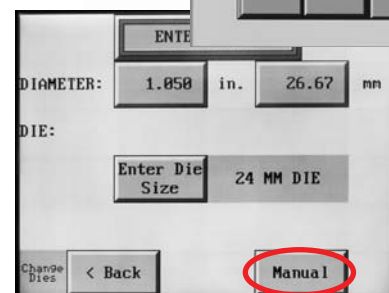 ENTE
DIAMETER: 1.050 in. 26.67 mm
DIE:
Enter Die
Size
24 MM DIE
Change
Dies
< Back
Manual